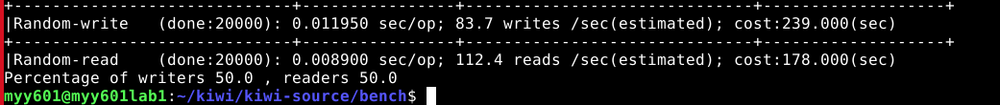 +-----------------------------+----------------+------------------------------+-------------------+
|Random-write   (done:20000): 0.011950 sec/op; 83.7 writes /sec(estimated); cost:239.000(sec)
+-----------------------------+----------------+------------------------------+-------------------+
|Random-read    (done:20000): 0.008900 sec/op; 112.4 reads /sec(estimated); cost:178.000(sec)
Percentage of writers 50.0 , readers 50.0
myy601@myy601lab1:~/kiwi/kiwi-source/bench$